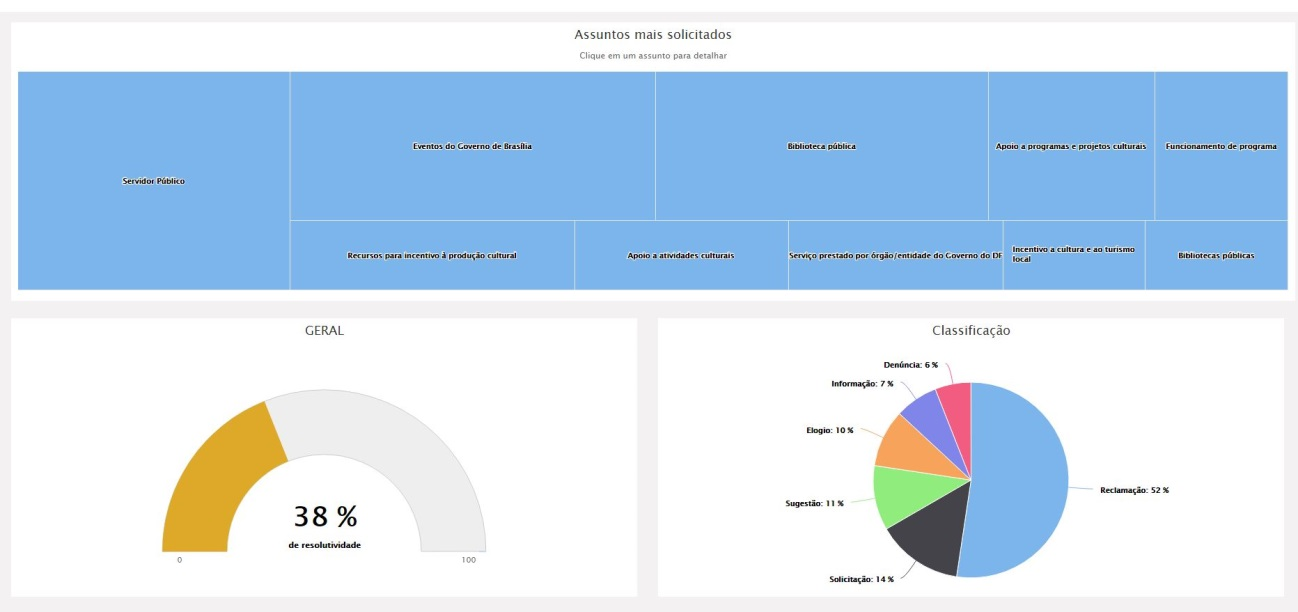 Assuntos mais solicitados
Clique em um assunto para detalhar
Servidor Público
Eventos do Governo de Brasília
Biblioteca pública
Apoio a programas e projetos culturais
Funcionamento de programa
Recursos para incentivo á produção cultural
Apoio a atividades culturais
Serviço prestado por órgão/entidade do Governo do DF
Incentivo a cultura e ao turismo
local
Bibliotecas públicas
GERAL
38 %
de resolutividade
0
100
Classificação
Denúncia: 6 %
Informação: 7 %
Elogio: 10 %
Sugestão: 11 %
Solicitação: 14 %
Reclamação: 52 %